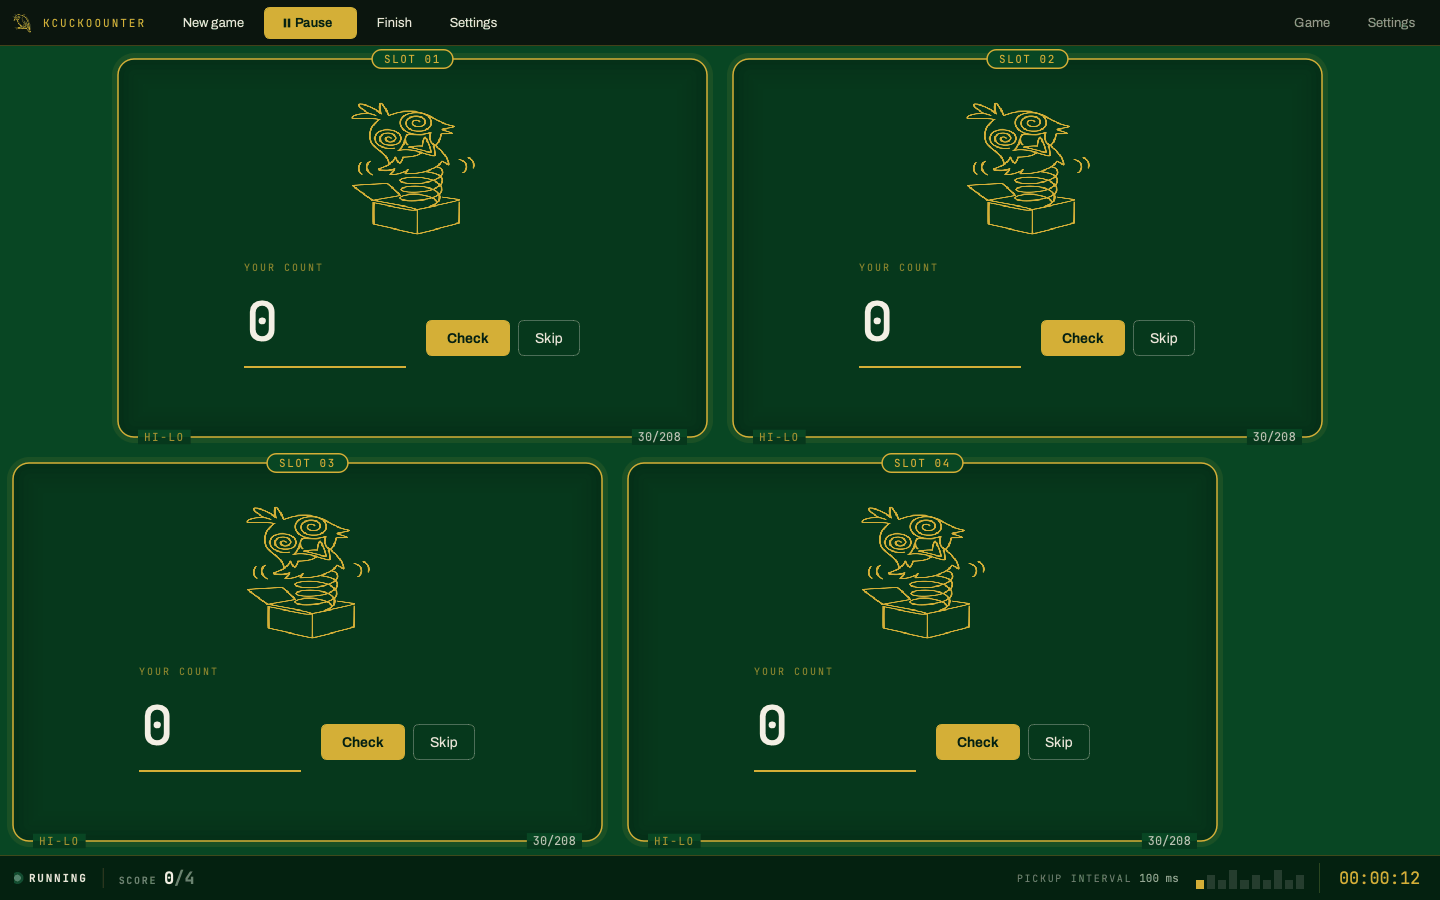 KCUCKOOUNTER New game Pause Finish Settings Game Settings
SLOT 01
YOUR COUNT
0
Check Skip
HI-LO 30/208
SLOT 02
YOUR COUNT
0
Check Skip
HI-LO 30/208
SLOT 03
YOUR COUNT
0
Check Skip
HI-LO 30/208
SLOT 04
YOUR COUNT
0
Check Skip
HI-LO 30/208
RUNNING SCORE 0/4 PICKUP INTERVAL 100 ms 00:00:12